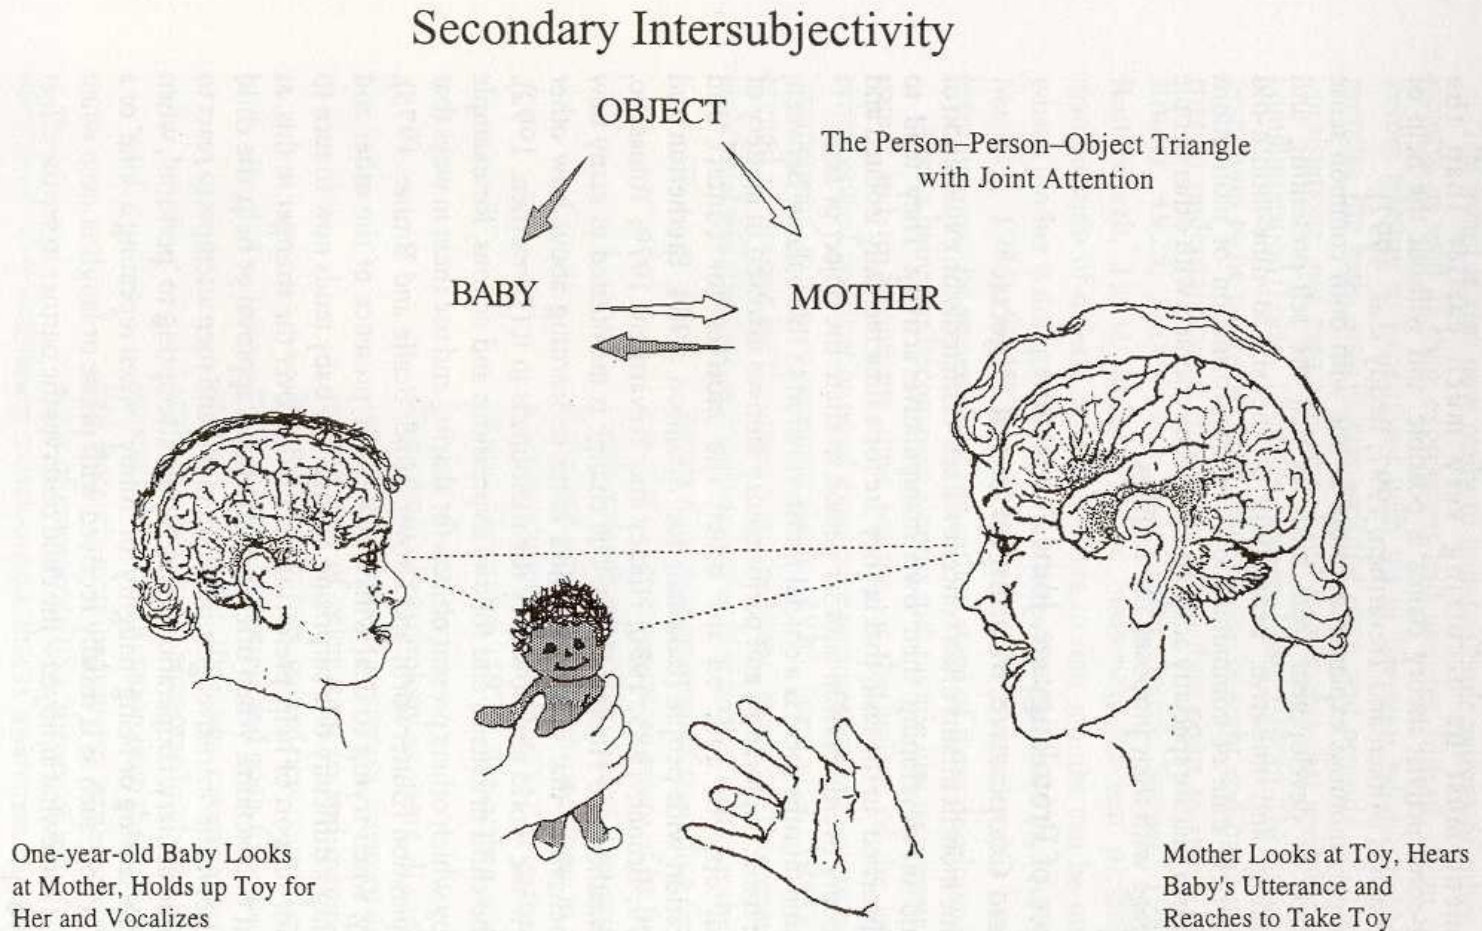 Secondary Intersubjectivity
OBJECT
The Person–Person–Object Triangle
with Joint Attention
BABY
MOTHER
One-year-old Baby Looks
at Mother, Holds up Toy for
Her and Vocalizes
Mother Looks at Toy, Hears
Baby's Utterance and
Reaches to Take Toy